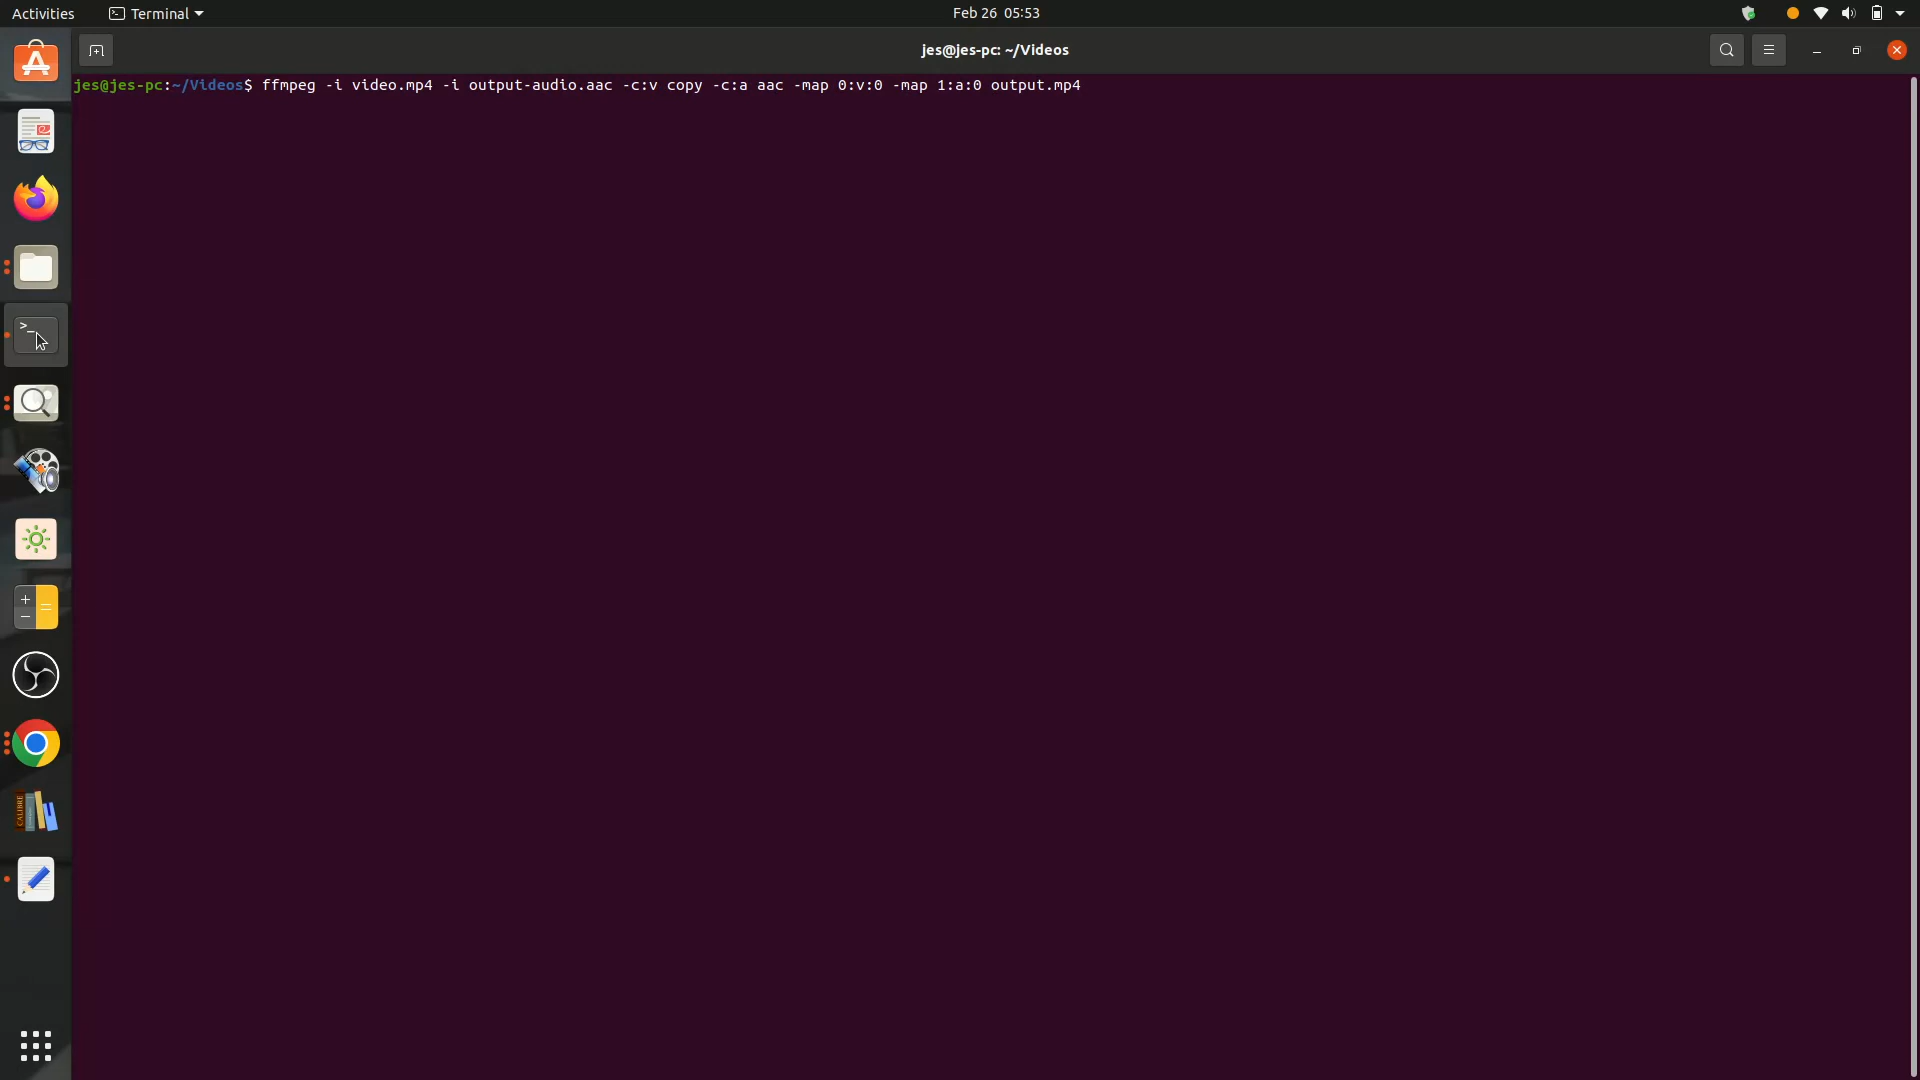 Activities
Terminal
Feb 26 05:53
jes@jes-pc: ~/Videos
jes@jes-pc:~/Videos$ ffmpeg -i video.mp4 -i output-audio.aac -c:v copy -c:a aac -map 0:v:0 -map 1:a:0 output.mp4
CALIBRE